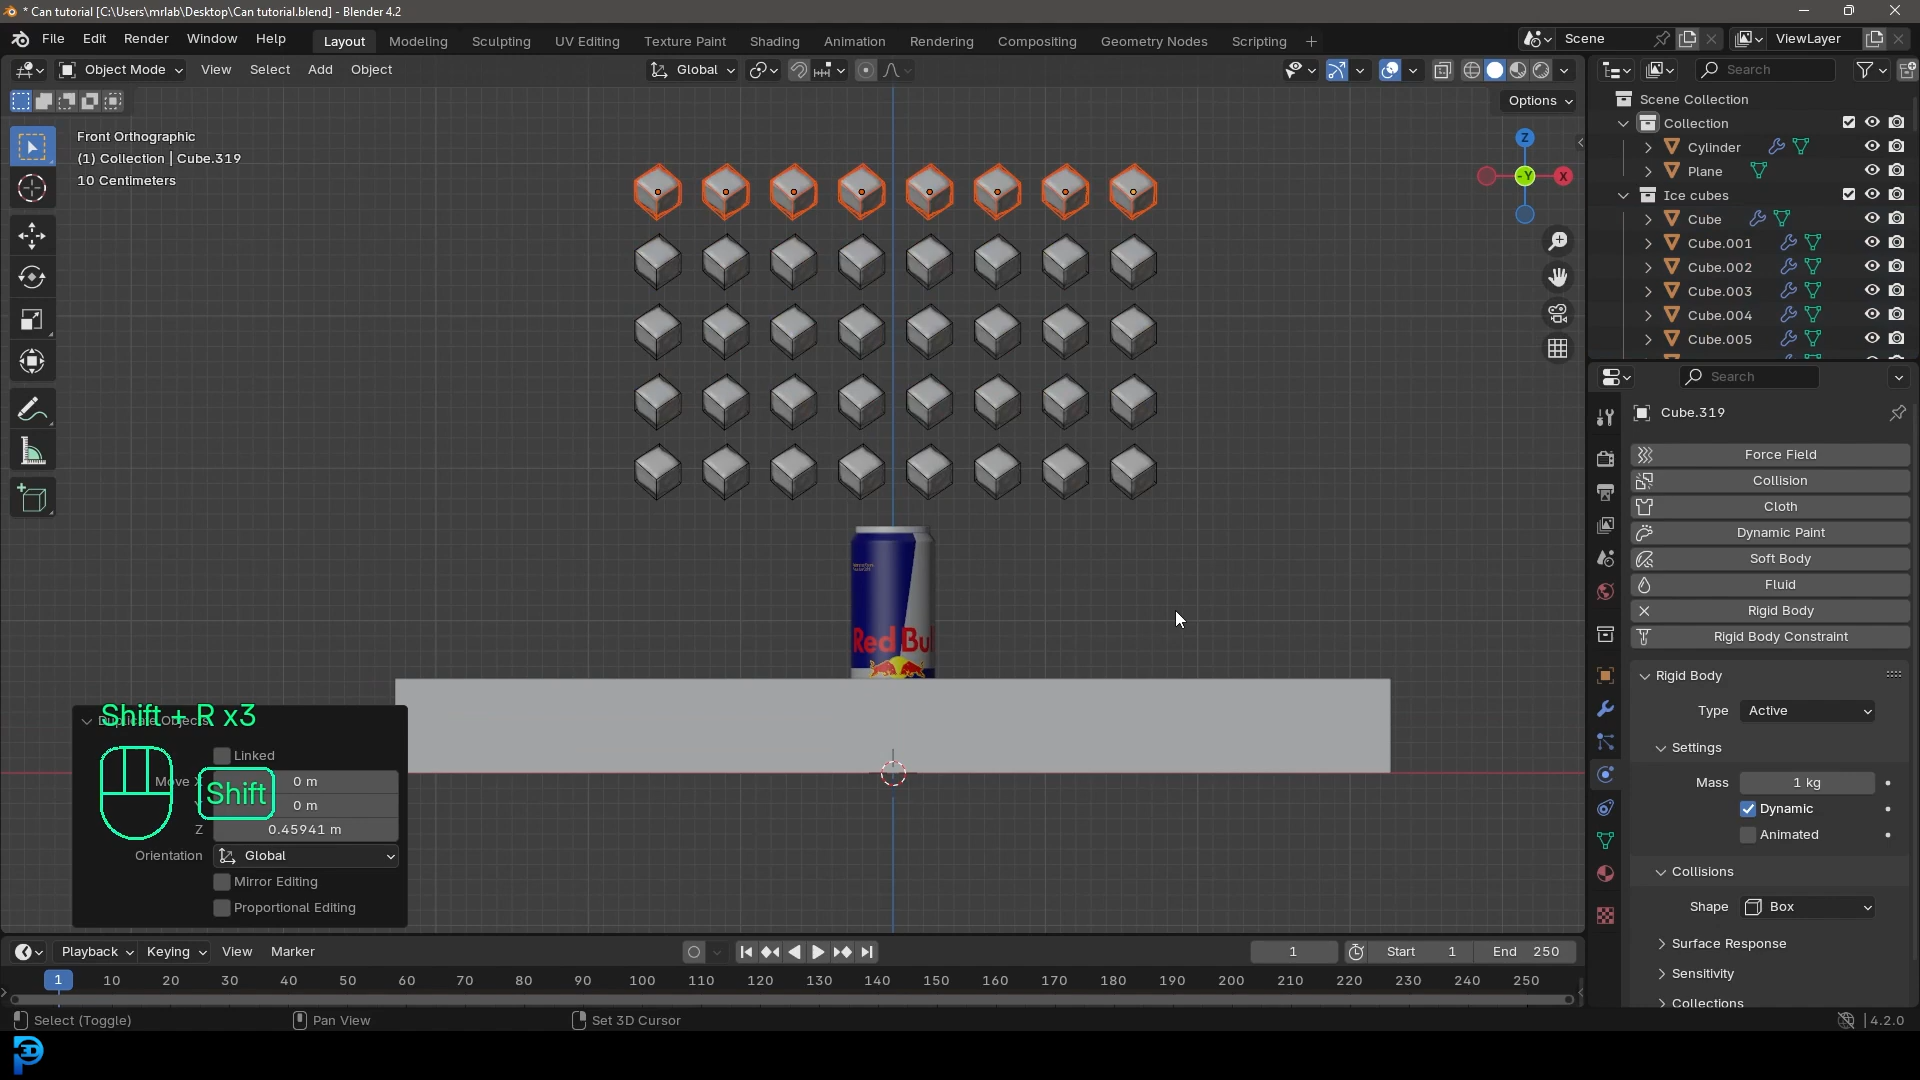 * Can tutorial [C:\Users\mrlab\Desktop\Can tutorial.blend] - Blender 4.2
File Edit Render Window Help
Layout Modeling Sculpting UV Editing Texture Paint Shading Animation Rendering Compositing Geometry Nodes Scripting +
Scene
ViewLayer
Object Mode View Select Add Object
Global
Search
Options
Front Orthographic
(1) Collection | Cube.319
10 Centimeters
Z
-Y
X
Scene Collection
Collection
Cylinder
Plane
Ice cubes
Cube
Cube.001
Cube.002
Cube.003
Cube.004
Cube.005
Search
Cube.319
Force Field
Collision
Cloth
Dynamic Paint
Soft Body
Fluid
Rigid Body
Rigid Body Constraint
Rigid Body
Type Active
Settings
Mass 1 kg
Dynamic
Animated
Collisions
Shape Box
Surface Response
Sensitivity
Collections
Red Bu
Duplicate Objects
Shift + R x3
Linked
Move X 0 m
Shift
0 m
Z 0.45941 m
Orientation Global
Mirror Editing
Proportional Editing
Playback Keying View Marker
1 Start 1 End 250
1 10 20 30 40 50 60 70 80 90 100 110 120 130 140 150 160 170 180 190 200 210 220 230 240 250
Select (Toggle) Pan View Set 3D Cursor
4.2.0
3D